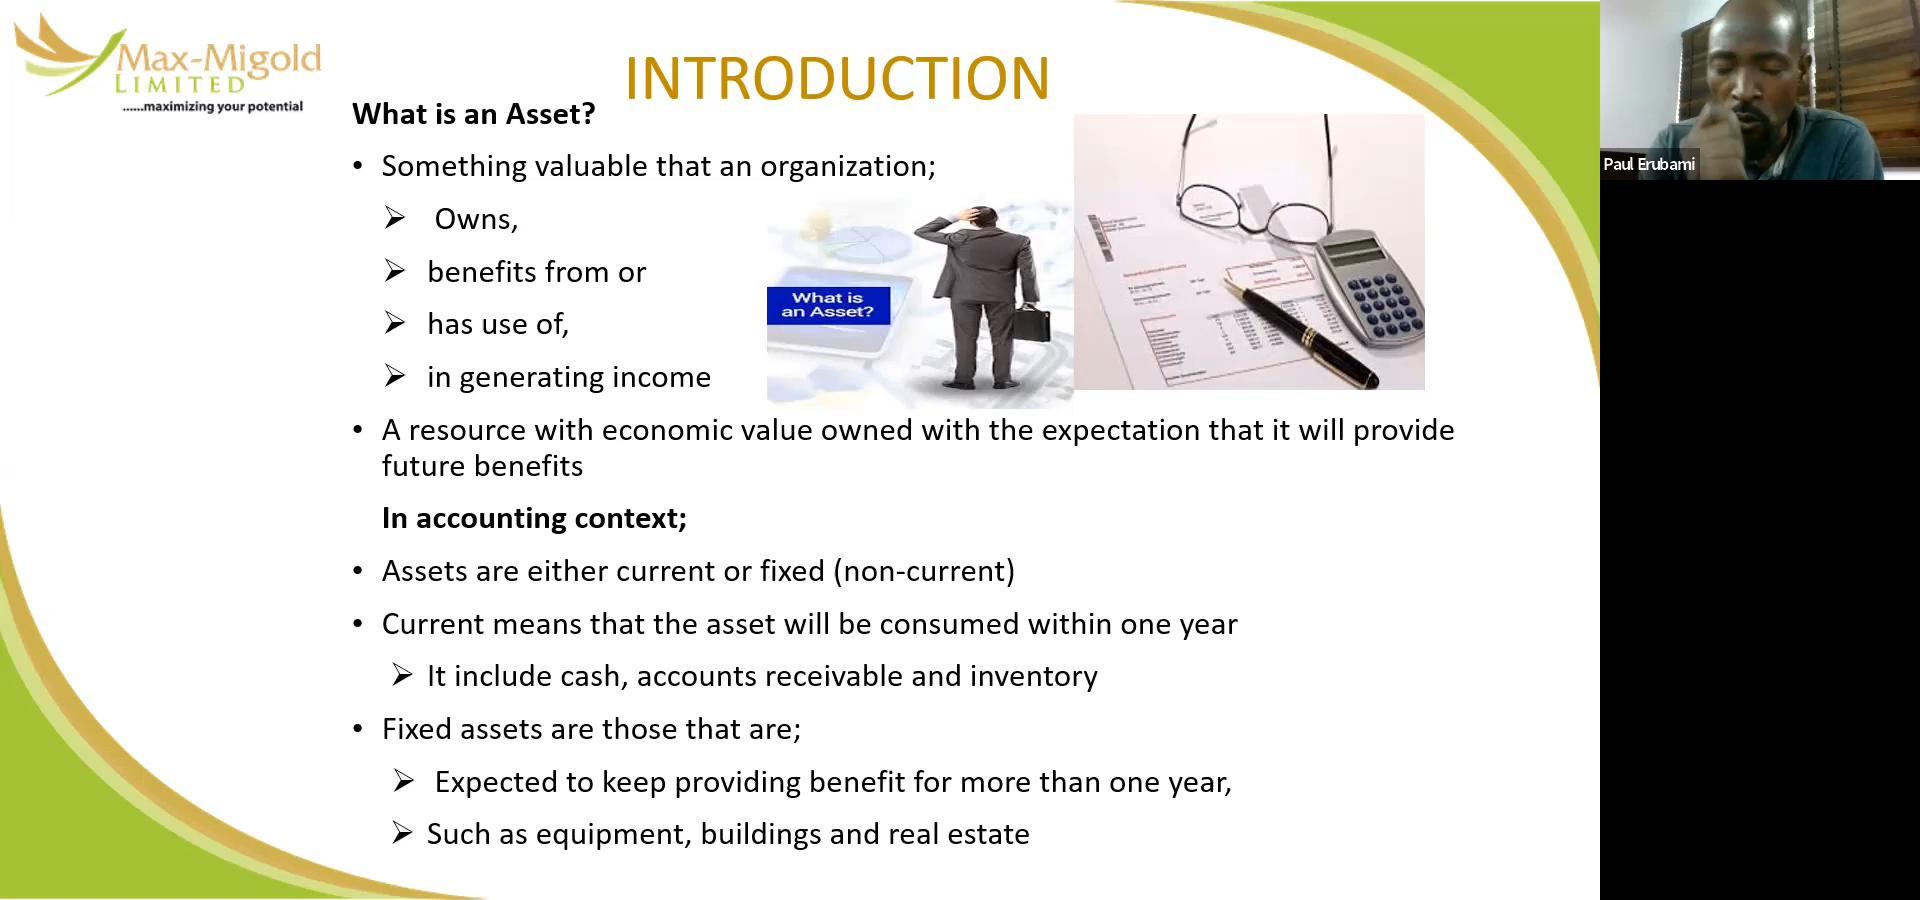 Max-Migold
LIMITED
......maximizing your potential
INTRODUCTION
What is an Asset?
• Something valuable that an organization;
➢ Owns,
➢ benefits from or
➢ has use of,
➢ in generating income
What is
an Asset?
• A resource with economic value owned with the expectation that it will provide
future benefits
In accounting context;
• Assets are either current or fixed (non-current)
• Current means that the asset will be consumed within one year
➢ It include cash, accounts receivable and inventory
• Fixed assets are those that are;
➢ Expected to keep providing benefit for more than one year,
➢ Such as equipment, buildings and real estate
Paul Erubami